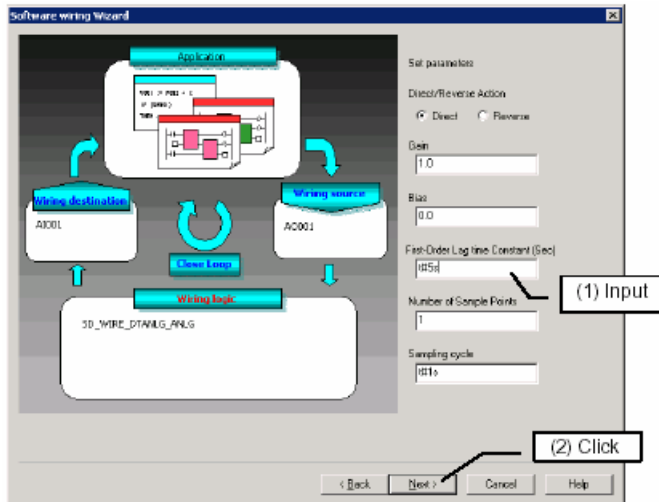 Software wiring Wizard
Application
Wiring destination
AI001
Wiring source
AO001
Close Loop
Wiring logic
SD_WIRE_DTANLG_ANLG
Set parameters
Direct/Reverse Action
Direct Reverse
Gain
1.0
Bias
0.0
First-Order Lag time Constant (Sec)
t#5s
(1) Input
Number of Sample Points
1
Sampling cycle
t#1s
(2) Click
< Back Next > Cancel Help